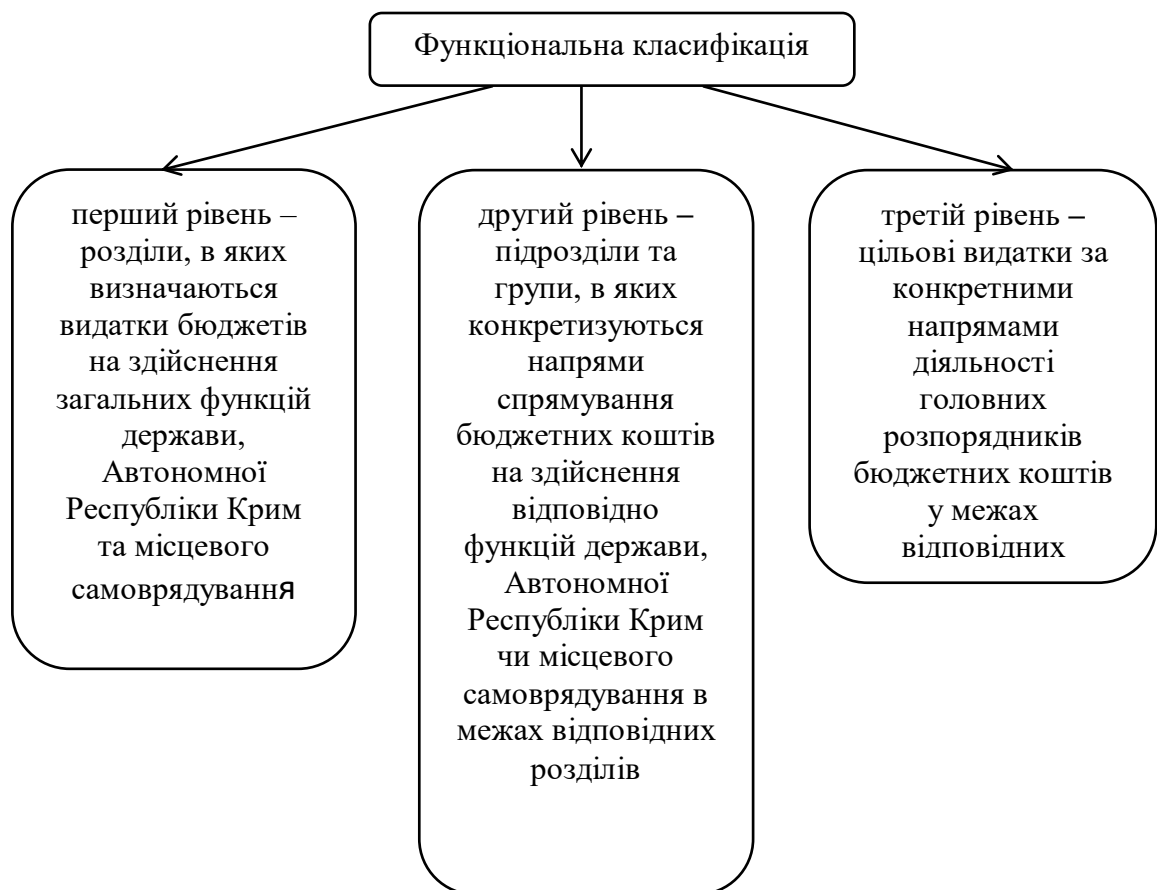 Функціональна класифікація
перший рівень –
розділи, в яких
визначаються
видатки бюджетів
на здійснення
загальних функцій
держави,
Автономної
Республіки Крим
та місцевого
самоврядування
другий рівень –
підрозділи та
групи, в яких
конкретизуються
напрями
спрямування
бюджетних коштів
на здійснення
відповідно
функцій держави,
Автономної
Республіки Крим
чи місцевого
самоврядування в
межах відповідних
розділів
третій рівень –
цільові видатки за
конкретними
напрямами
діяльності
головних
розпорядників
бюджетних коштів
у межах
відповідних